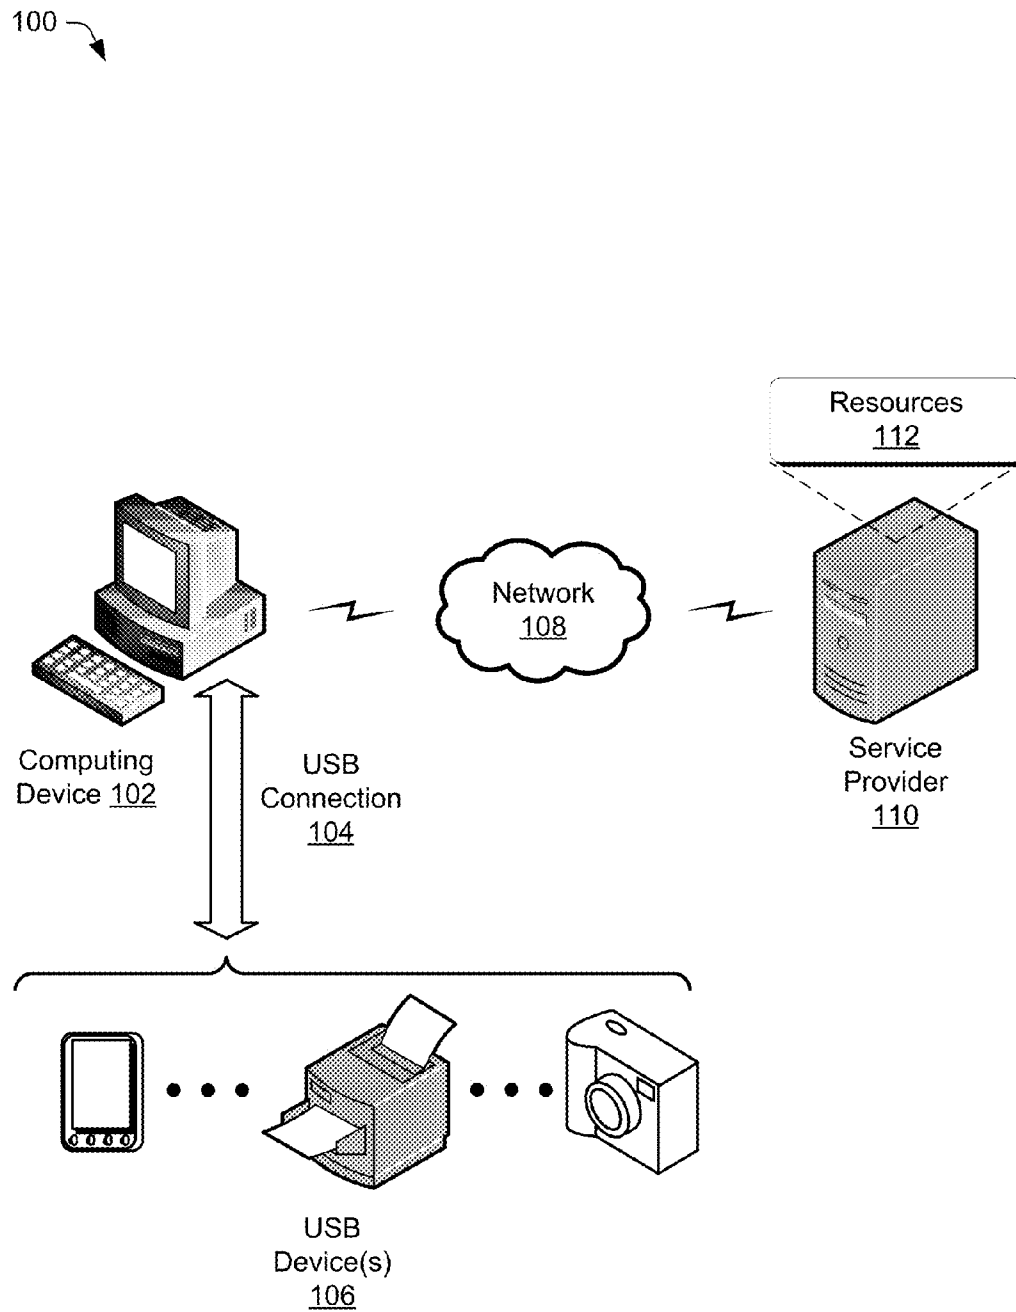 100
Resources
112
Network
108
Computing
Device 102
USB
Connection
104
Service
Provider
110
USB
Device(s)
106